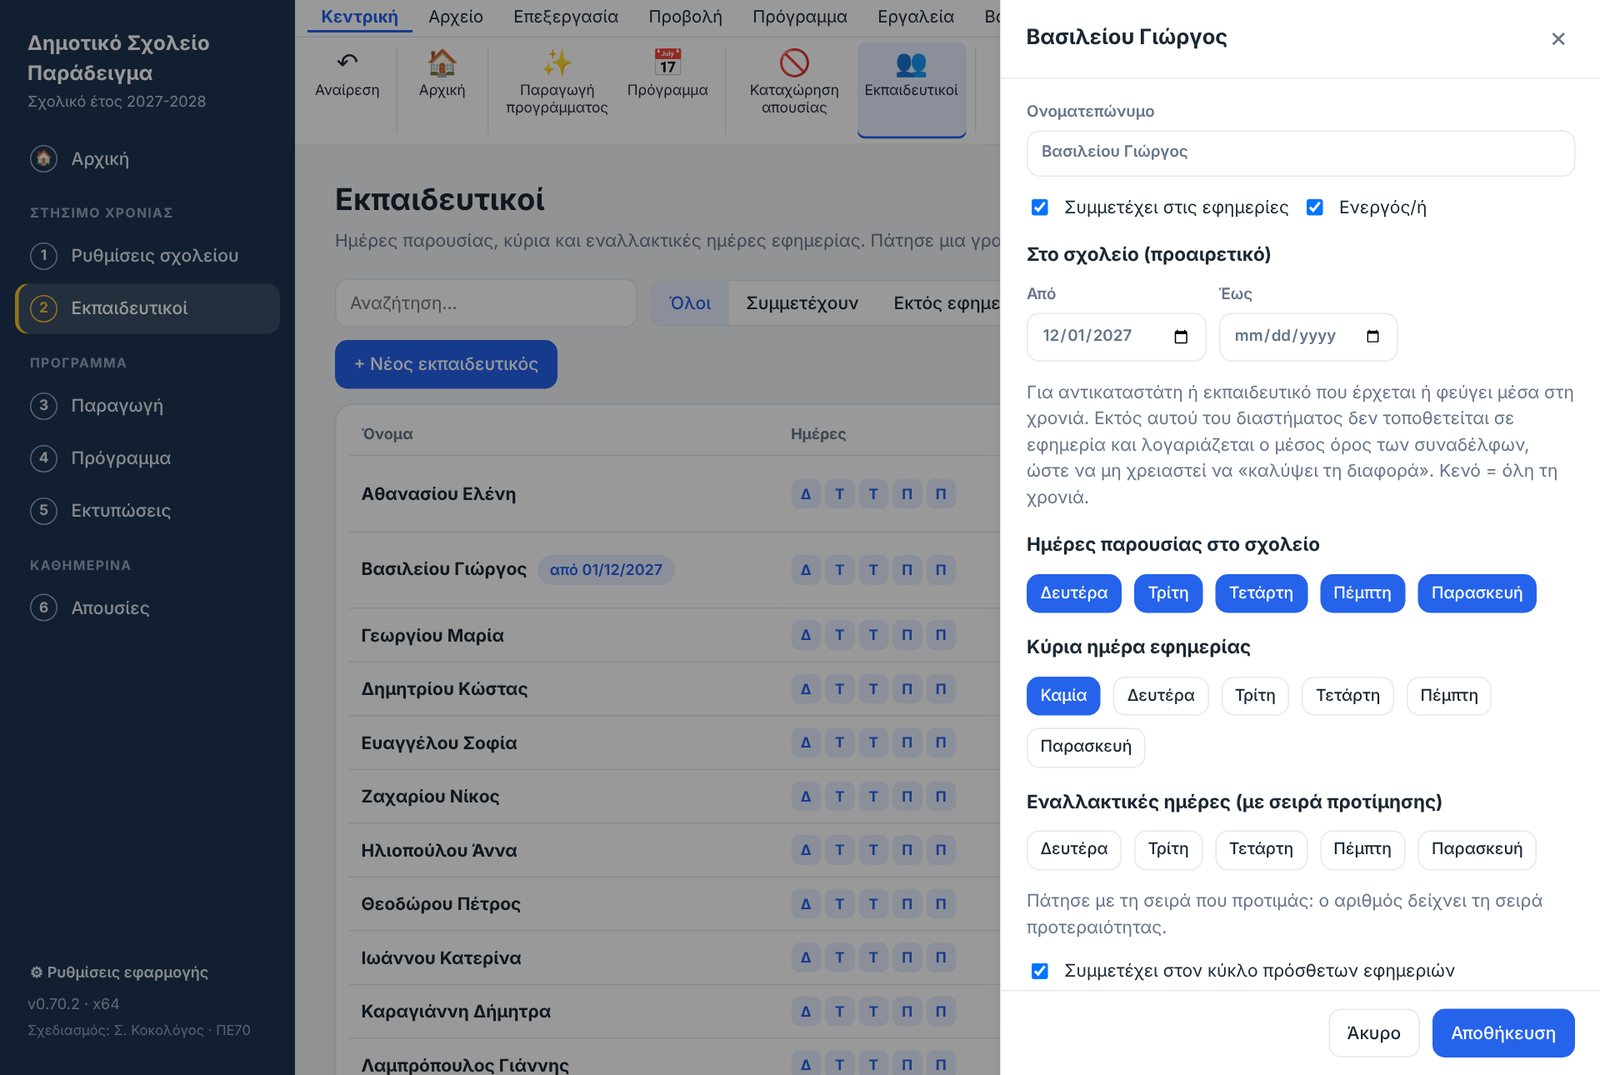 Δημοτικό Σχολείο
Παράδειγμα
Σχολικό έτος 2027-2028
Αρχική
ΣΤΗΣΙΜΟ ΧΡΟΝΙΑΣ
1 Ρυθμίσεις σχολείου
2 Εκπαιδευτικοί
ΠΡΟΓΡΑΜΜΑ
3 Παραγωγή
4 Πρόγραμμα
5 Εκτυπώσεις
ΚΑΘΗΜΕΡΙΝΑ
6 Απουσίες
Ρυθμίσεις εφαρμογής
v0.70.2 · x64
Σχεδιασμός: Σ. Κοκολόγος · ΠΕ70
Κεντρική Αρχείο Επεξεργασία Προβολή Πρόγραμμα Εργαλεία
Αναίρεση
Αρχική
Παραγωγή
προγράμματος
Πρόγραμμα
Καταχώρηση
απουσίας
Εκπαιδευτικοί
Εκπαιδευτικοί
Ημέρες παρουσίας, κύρια και εναλλακτικές ημέρες εφημερίας. Πάτησε μια
Αναζήτηση...
Όλοι Συμμετέχουν Εκτός
+ Νέος εκπαιδευτικός
Όνομα Ημέρες
Αθανασίου Ελένη Δ Τ Τ Π Π
Βασιλείου Γιώργος από 01/12/2027 Δ Τ Τ Π Π
Γεωργίου Μαρία Δ Τ Τ Π Π
Δημητρίου Κώστας Δ Τ Τ Π Π
Ευαγγέλου Σοφία Δ Τ Τ Π Π
Ζαχαρίου Νίκος Δ Τ Τ Π Π
Ηλιοπούλου Άννα Δ Τ Τ Π Π
Θεοδώρου Πέτρος Δ Τ Τ Π Π
Ιωάννου Κατερίνα Δ Τ Τ Π Π
Καραγιάννη Δήμητρα Δ Τ Τ Π Π
Λαμπρόπουλος Γιάννης Δ Τ Τ Π Π
Βασιλείου Γιώργος
Ονοματεπώνυμο
Βασιλείου Γιώργος
Συμμετέχει στις εφημερίες Ενεργός/ή
Στο σχολείο (προαιρετικό)
Από Έως
12/01/2027 mm/dd/yyyy
Για αντικαταστάτη ή εκπαιδευτικό που έρχεται ή φεύγει μέσα στη
χρονιά. Εκτός αυτού του διαστήματος δεν τοποθετείται σε
εφημερία και λογαριάζεται ο μέσος όρος των συναδέλφων,
ώστε να μη χρειαστεί να «καλύψει τη διαφορά». Κενό = όλη τη
χρονιά.
Ημέρες παρουσίας στο σχολείο
Δευτέρα Τρίτη Τετάρτη Πέμπτη Παρασκευή
Κύρια ημέρα εφημερίας
Καμία Δευτέρα Τρίτη Τετάρτη Πέμπτη
Παρασκευή
Εναλλακτικές ημέρες (με σειρά προτίμησης)
Δευτέρα Τρίτη Τετάρτη Πέμπτη Παρασκευή
Πάτησε με τη σειρά που προτιμάς: ο αριθμός δείχνει τη σειρά
προτεραιότητας.
Συμμετέχει στον κύκλο πρόσθετων εφημεριών
Άκυρο Αποθήκευση